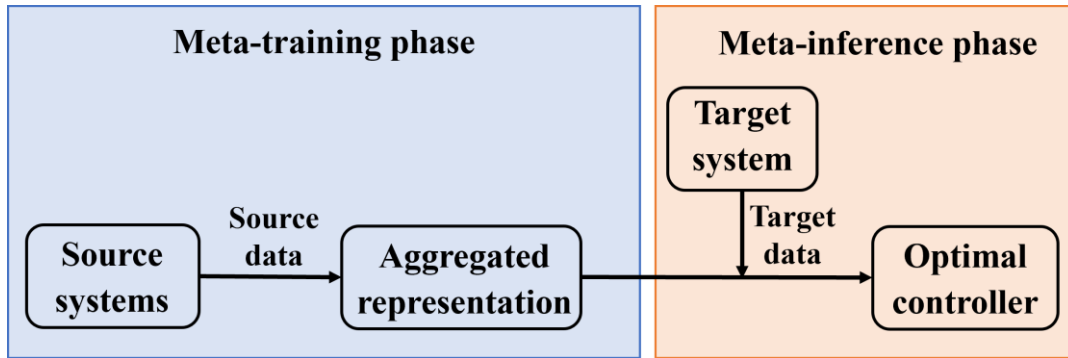 Meta-training phase
Source
systems
Source
data
Aggregated
representation
Meta-inference phase
Target
system
Target
data
Optimal
controller